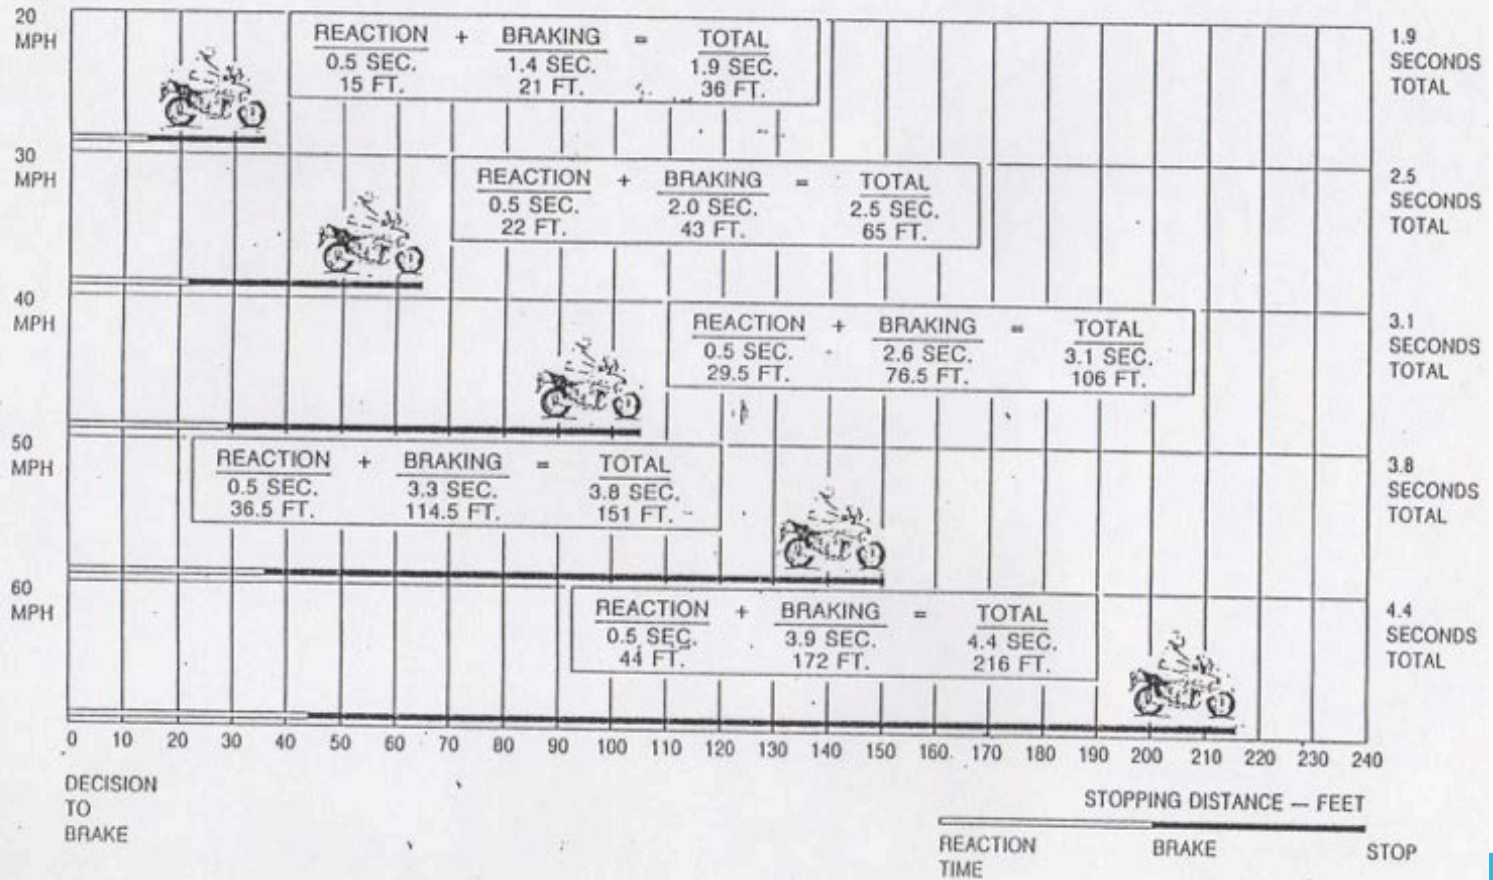 20
MPH
REACTION + BRAKING = TOTAL
0.5 SEC. 1.4 SEC. 1.9 SEC.
15 FT. 21 FT. 36 FT.
1.9
SECONDS
TOTAL
30
MPH
REACTION + BRAKING = TOTAL
0.5 SEC. 2.0 SEC. 2.5 SEC.
22 FT. 43 FT. 65 FT.
2.5
SECONDS
TOTAL
40
MPH
REACTION + BRAKING = TOTAL
0.5 SEC. 2.6 SEC. 3.1 SEC.
29.5 FT. 76.5 FT. 106 FT.
3.1
SECONDS
TOTAL
50
MPH
REACTION + BRAKING = TOTAL
0.5 SEC. 3.3 SEC. 3.8 SEC.
36.5 FT. 114.5 FT. 151 FT.
3.8
SECONDS
TOTAL
60
MPH
REACTION + BRAKING = TOTAL
0.5 SEC. 3.9 SEC. 4.4 SEC.
44 FT. 172 FT. 216 FT.
4.4
SECONDS
TOTAL
0 10 20 30 40 50 60 70 80 90 100 110 120 130 140 150 160 170 180 190 200 210 220 230 240
DECISION
TO
BRAKE
STOPPING DISTANCE — FEET
REACTION
TIME
BRAKE
STOP